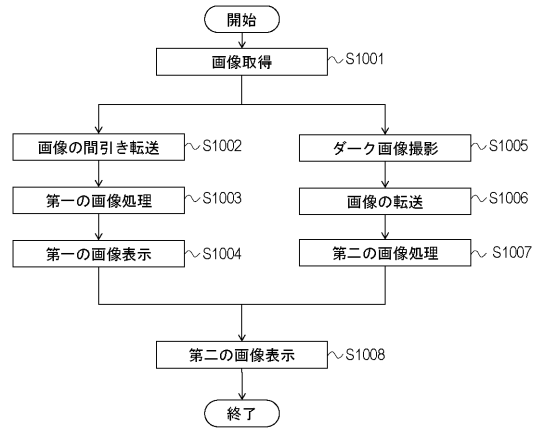 開始
画像取得 S1001
画像の間引き転送 S1002
第一の画像処理 S1003
第一の画像表示 S1004
ダーク画像撮影 S1005
画像の転送 S1006
第二の画像処理 S1007
第二の画像表示 S1008
終了